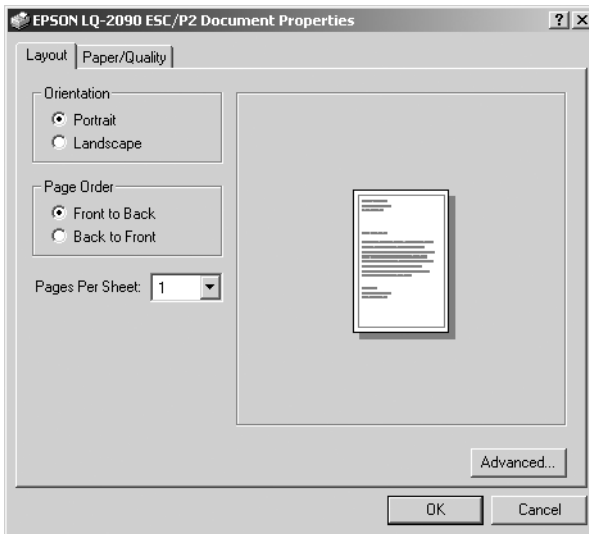 EPSON LQ-2090 ESC/P2 Document Properties
Layout
Paper/Quality
Orientation
Portrait
Landscape
Page Order
Front to Back
Back to Front
Pages Per Sheet: 1
Advanced...
OK
Cancel